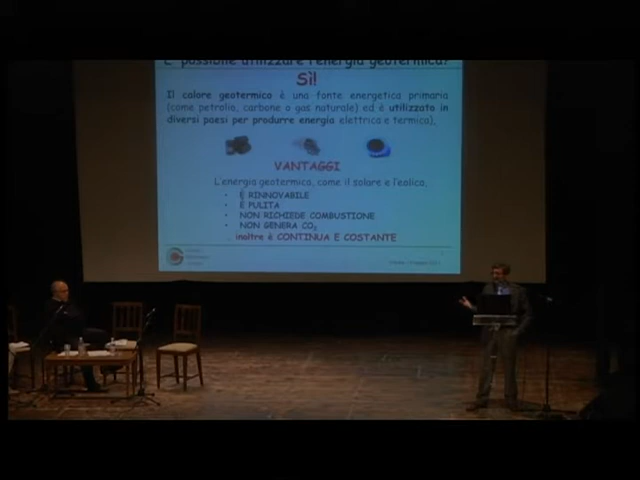 E' possibile utilizzare l'energia geotermica?
Sì!
Il calore geotermico è una fonte energetica primaria
(come petrolio, carbone o gas naturale) ed è utilizzato in
diversi paesi per produrre energia elettrica e termica).
VANTAGGI
L'energia geotermica, come il solare e l'eolico,
• È RINNOVABILE
• È PULITA
• NON RICHIEDE COMBUSTIONE
• NON GENERA CO₂
inoltre è CONTINUA E COSTANTE